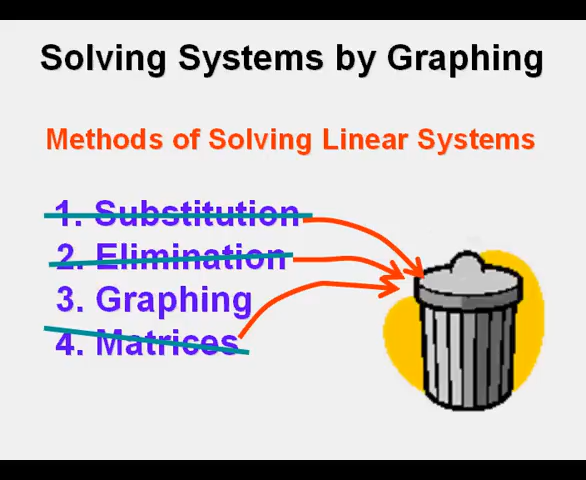 Solving Systems by Graphing
Methods of Solving Linear Systems
1. Substitution
2. Elimination
3. Graphing
4. Matrices